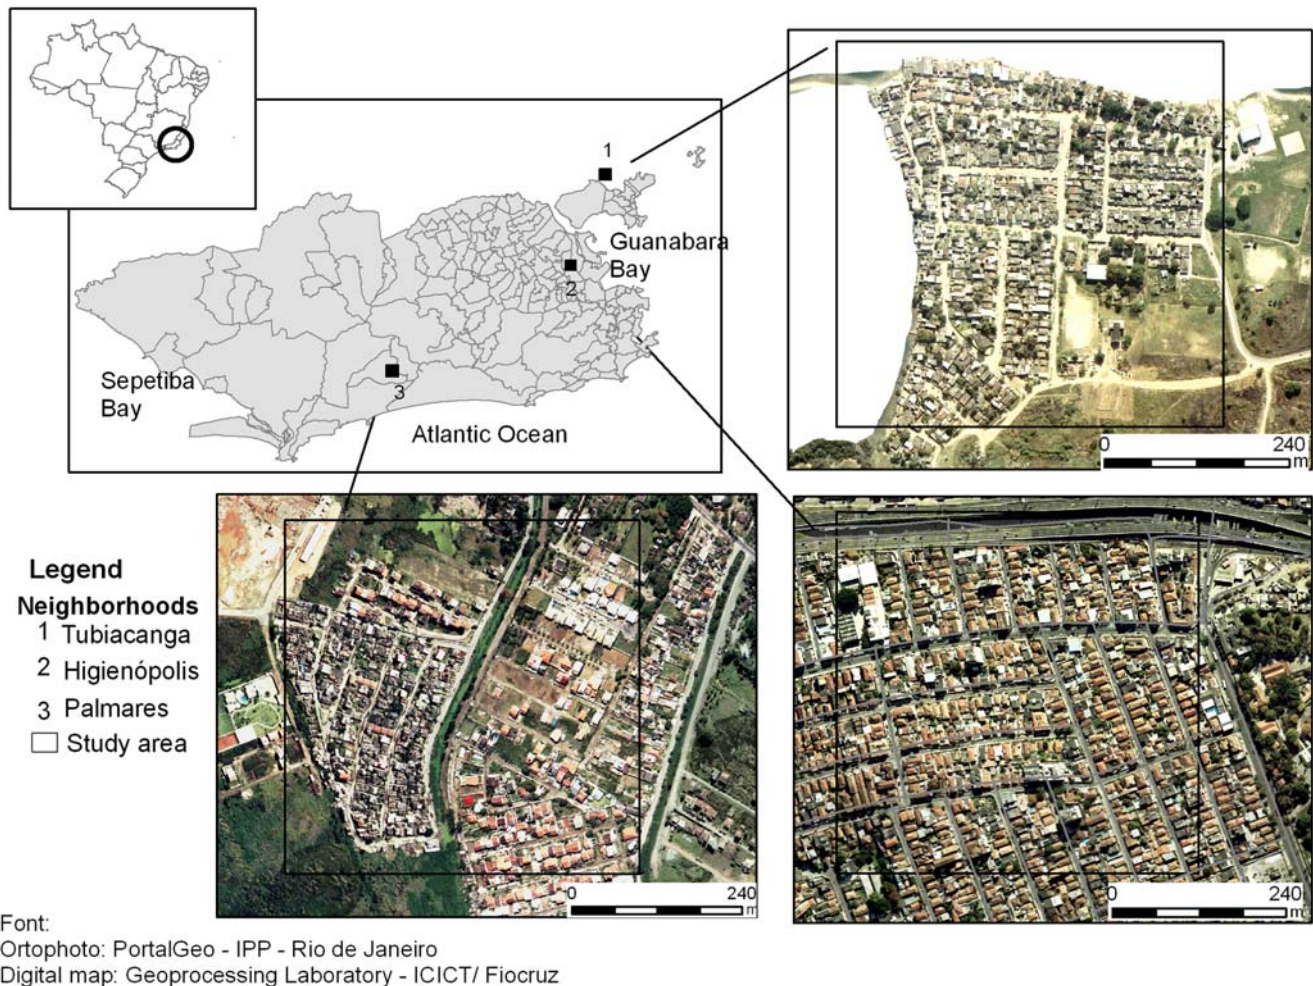 1
Guanabara
Bay
2
3
Sepetiba
Bay
Atlantic Ocean
0 240
m
Legend
Neighborhoods
1 Tubiacanga
2 Higienópolis
3 Palmares
Study area
0 240
m
0 240
m
Font:
Ortophoto: PortalGeo - IPP - Rio de Janeiro
Digital map: Geoprocessing Laboratory - ICICT/ Fiocruz